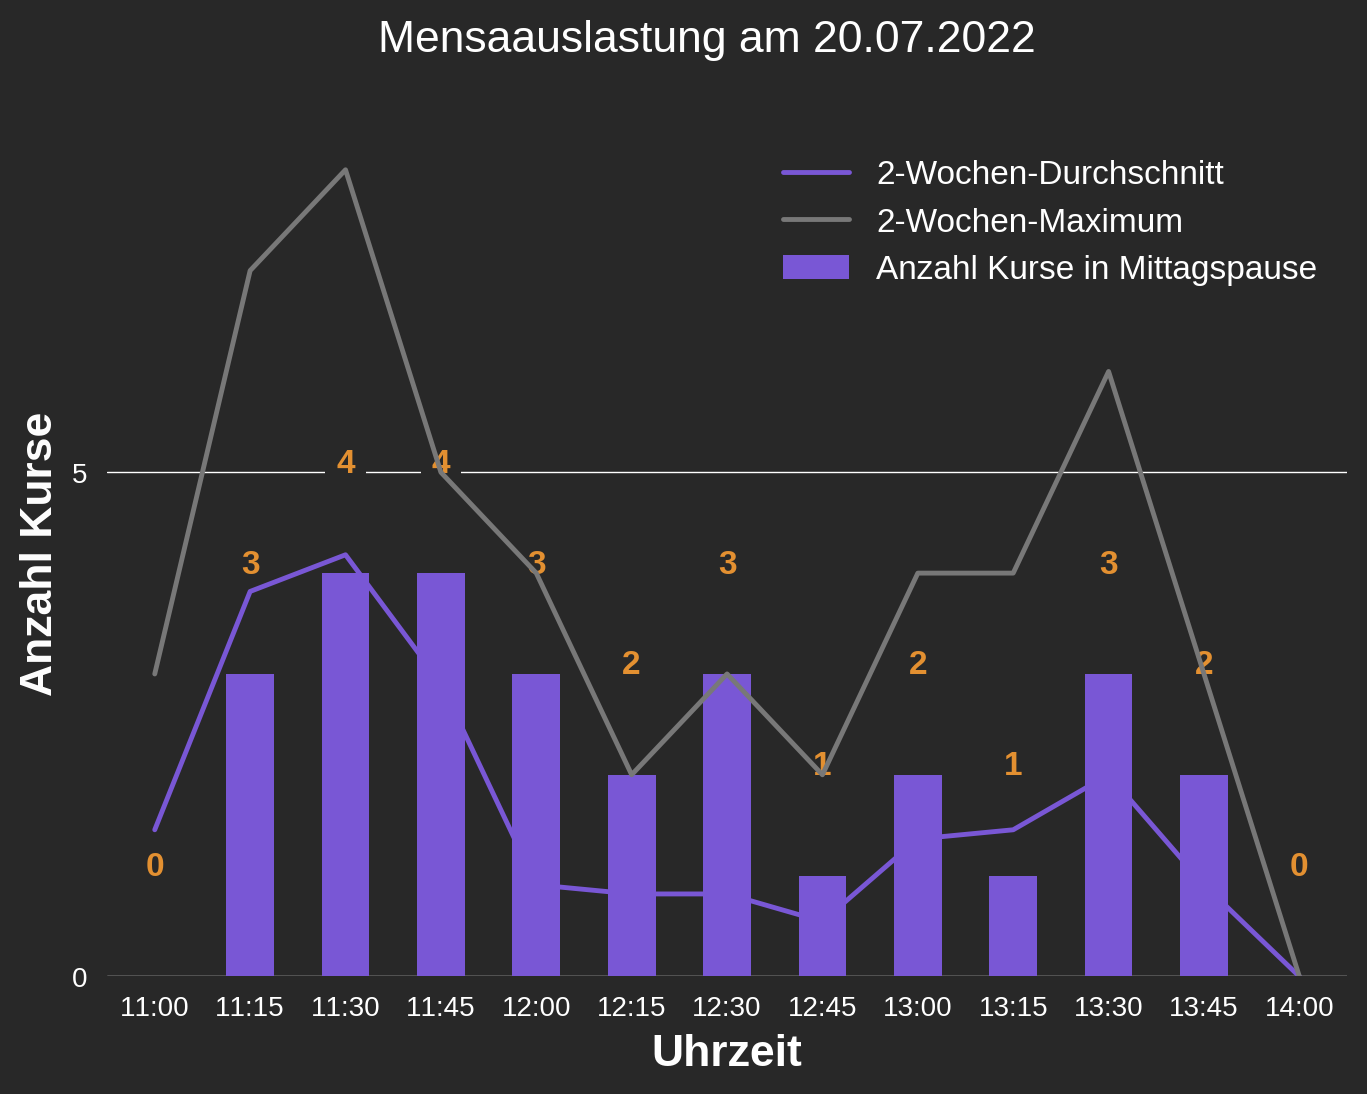 Mensaauslastung am 20.07.2022
2-Wochen-Durchschnitt
2-Wochen-Maximum
Anzahl Kurse in Mittagspause
Anzahl Kurse
5
0
0
3
4
4
3
2
3
1
2
1
3
2
0
11:00 11:15 11:30 11:45 12:00 12:15 12:30 12:45 13:00 13:15 13:30 13:45 14:00
Uhrzeit